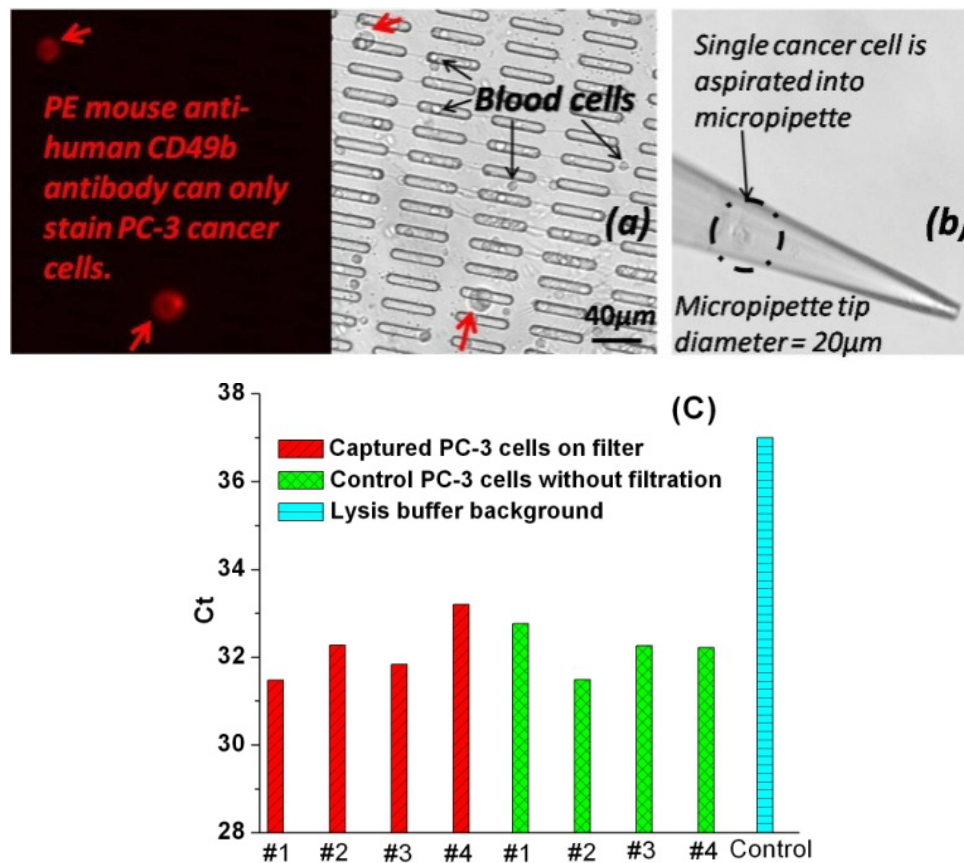 PE mouse anti-
human CD49b
antibody can only
stain PC-3 cancer
cells.
Blood cells
(a)
40μm
Single cancer cell is
aspirated into
micropipette
(b)
Micropipette tip
diameter = 20μm
(C)
Captured PC-3 cells on filter
Control PC-3 cells without filtration
Lysis buffer background
Ct
38
36
34
32
30
28
#1 #2 #3 #4 #1 #2 #3 #4 Control